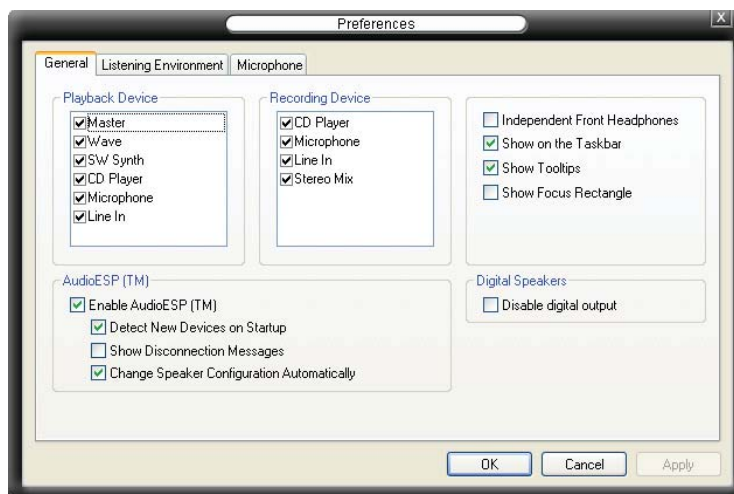 Preferences
X
General
Listening Environment
Microphone
Playback Device
Master
Wave
SW Synth
CD Player
Microphone
Line In
Recording Device
CD Player
Microphone
Line In
Stereo Mix
Independent Front Headphones
Show on the Taskbar
Show Tooltips
Show Focus Rectangle
AudioESP (TM)
Enable AudioESP (TM)
Detect New Devices on Startup
Show Disconnection Messages
Change Speaker Configuration Automatically
Digital Speakers
Disable digital output
OK
Cancel
Apply